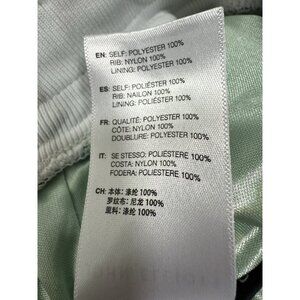 EN: SELF: POLYESTER 100%
RIB: NYLON 100%
LINING: POLYESTER 100%
ES: SELF: POLIÉSTER 100%
RIB: NAILON 100%
LINING: POLIÉSTER 100%
FR: QUALITÉ: POLYESTER 100%
CÔTE: NYLON 100%
DOUBLURE: POLYESTER 100%
IT: SE STESSO: POLIESTERE 100%
COSTA: NYLON 100%
FODERA: POLIESTERE 100%
CH: 本体: 涤纶 100%
罗纹布: 尼龙 100%
里料: 涤纶 100%